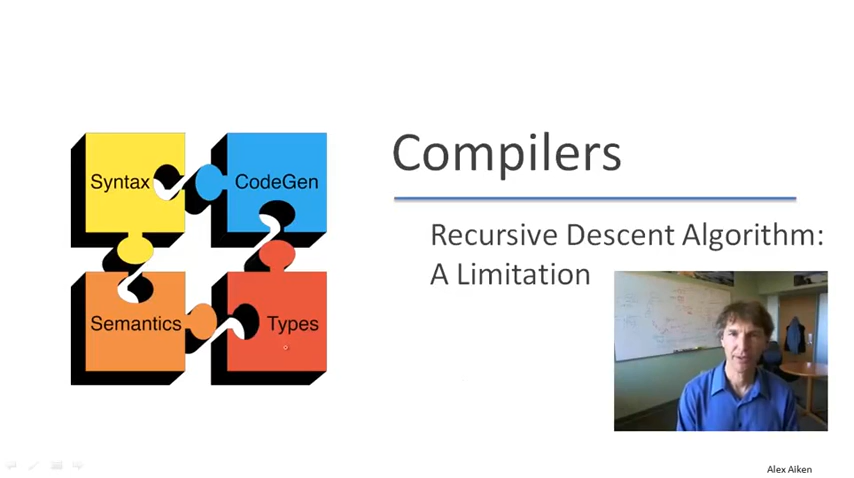 Compilers
Syntax
CodeGen
Recursive Descent Algorithm:
A Limitation
Semantics
Types
Alex Aiken